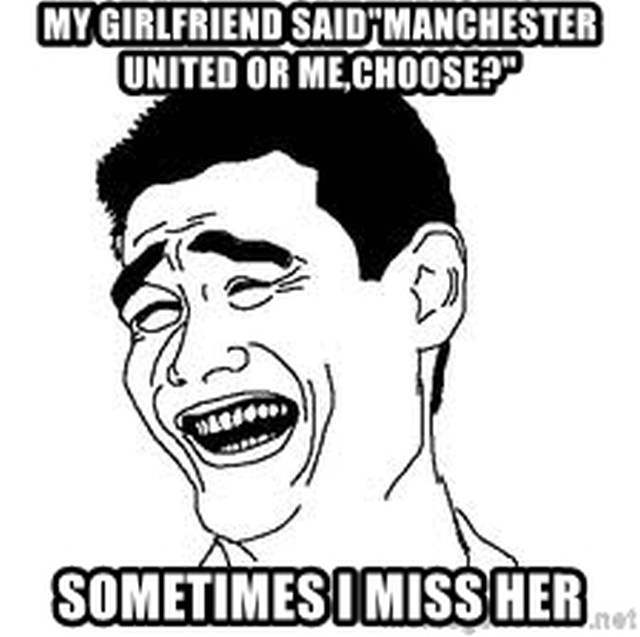 MY GIRLFRIEND SAID"MANCHESTER
UNITED OR ME,CHOOSE?"
SOMETIMES I MISS HER